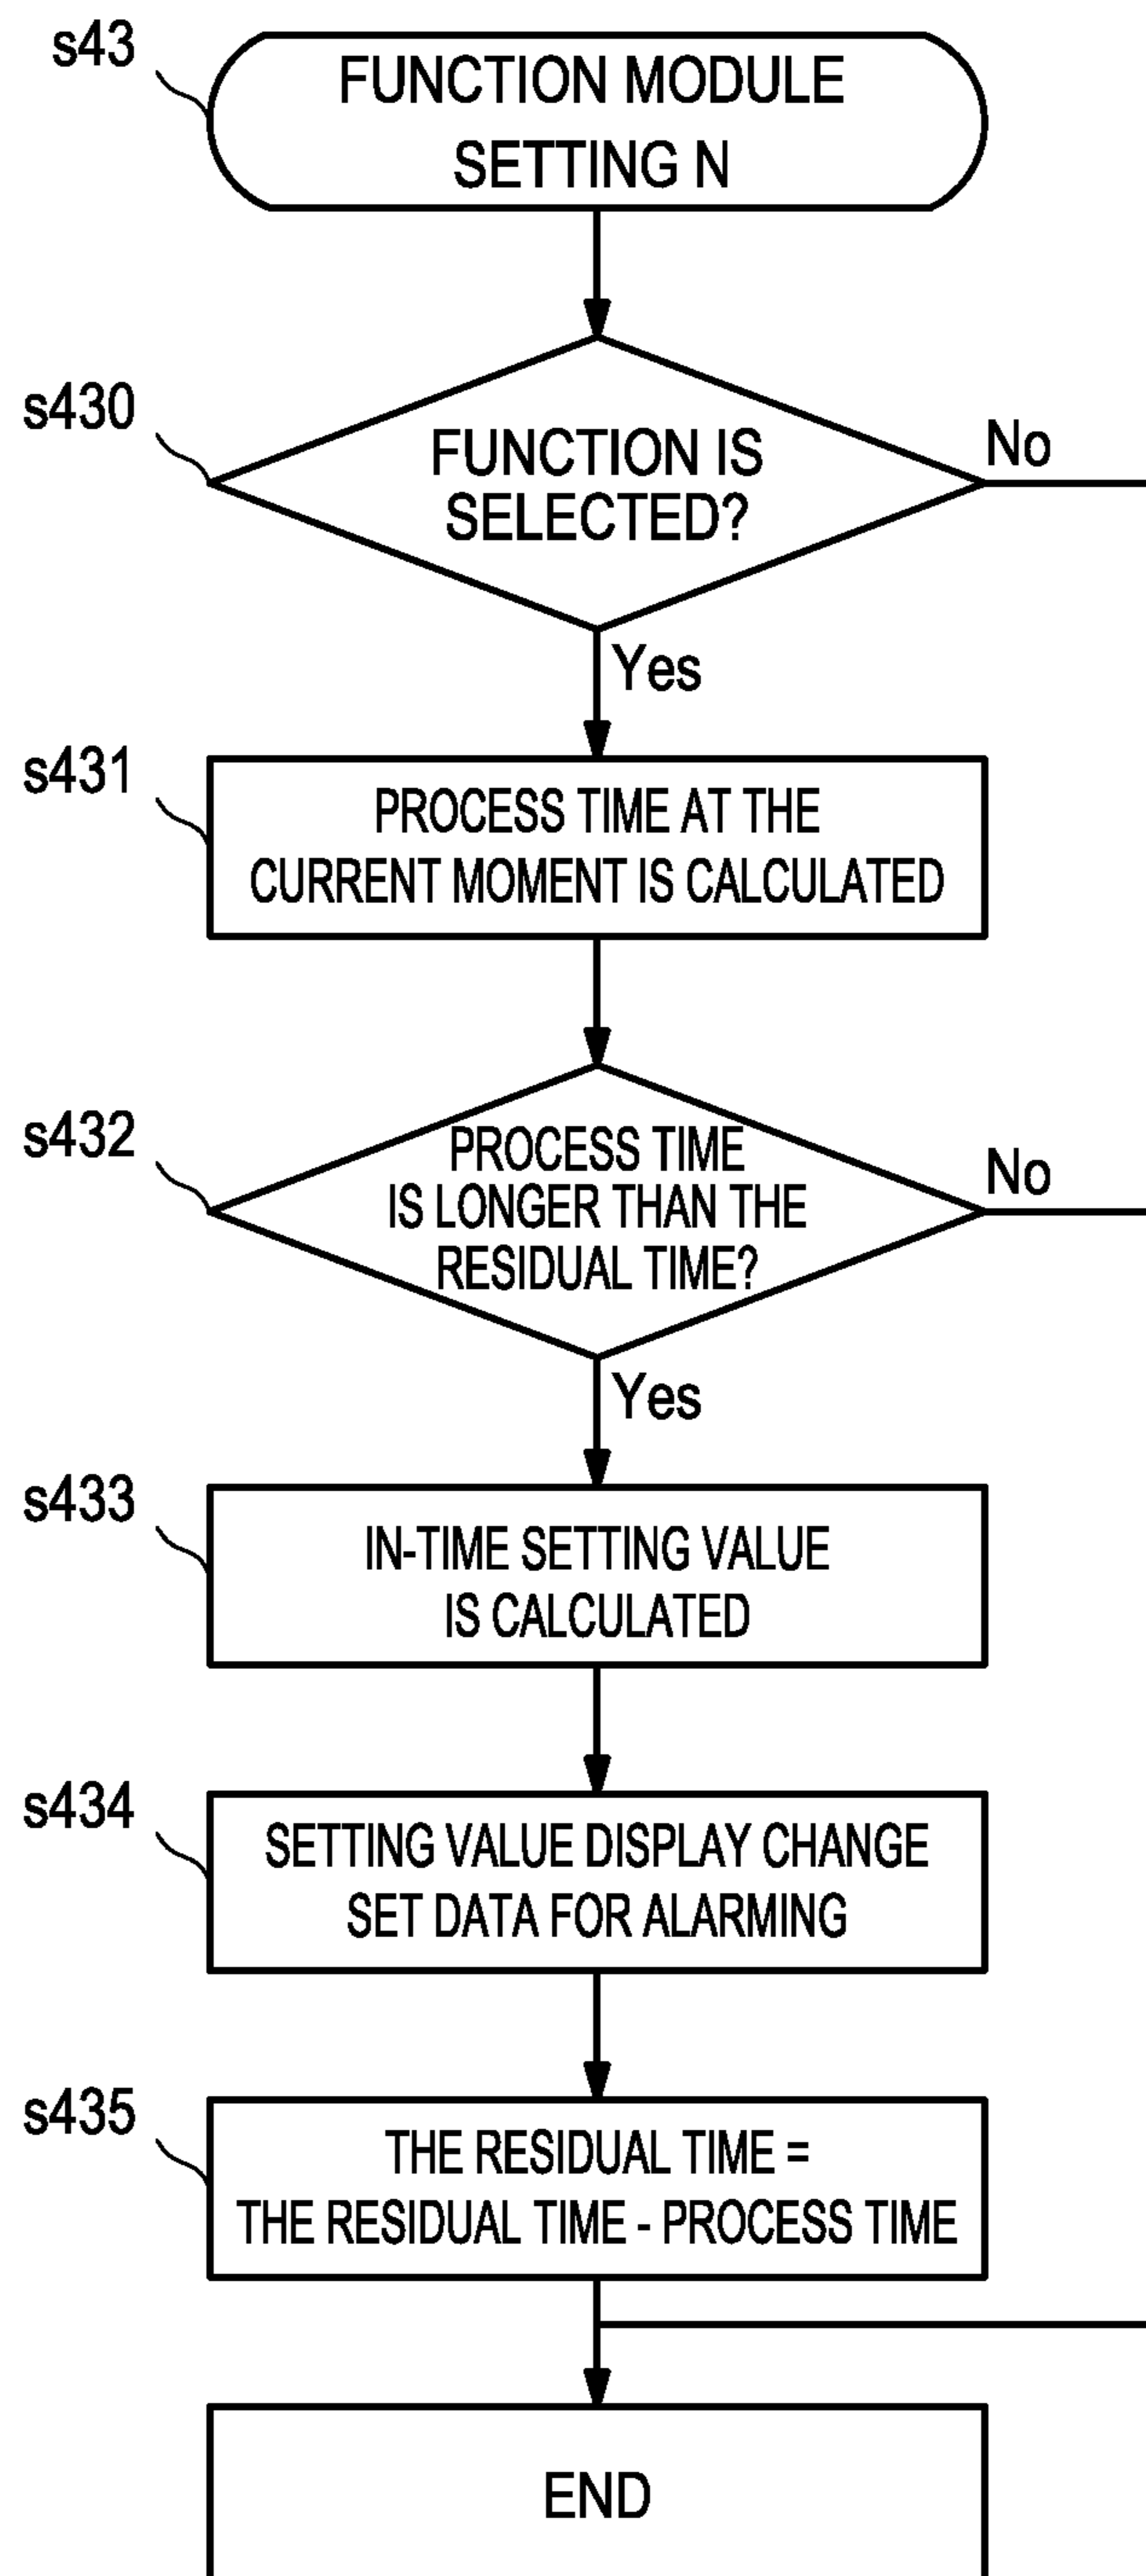 s43
FUNCTION MODULE
SETTING N
s430
FUNCTION IS
SELECTED?
No
Yes
s431
PROCESS TIME AT THE
CURRENT MOMENT IS CALCULATED
s432
PROCESS TIME
IS LONGER THAN THE
RESIDUAL TIME?
No
Yes
s433
IN-TIME SETTING VALUE
IS CALCULATED
s434
SETTING VALUE DISPLAY CHANGE
SET DATA FOR ALARMING
s435
THE RESIDUAL TIME =
THE RESIDUAL TIME - PROCESS TIME
END